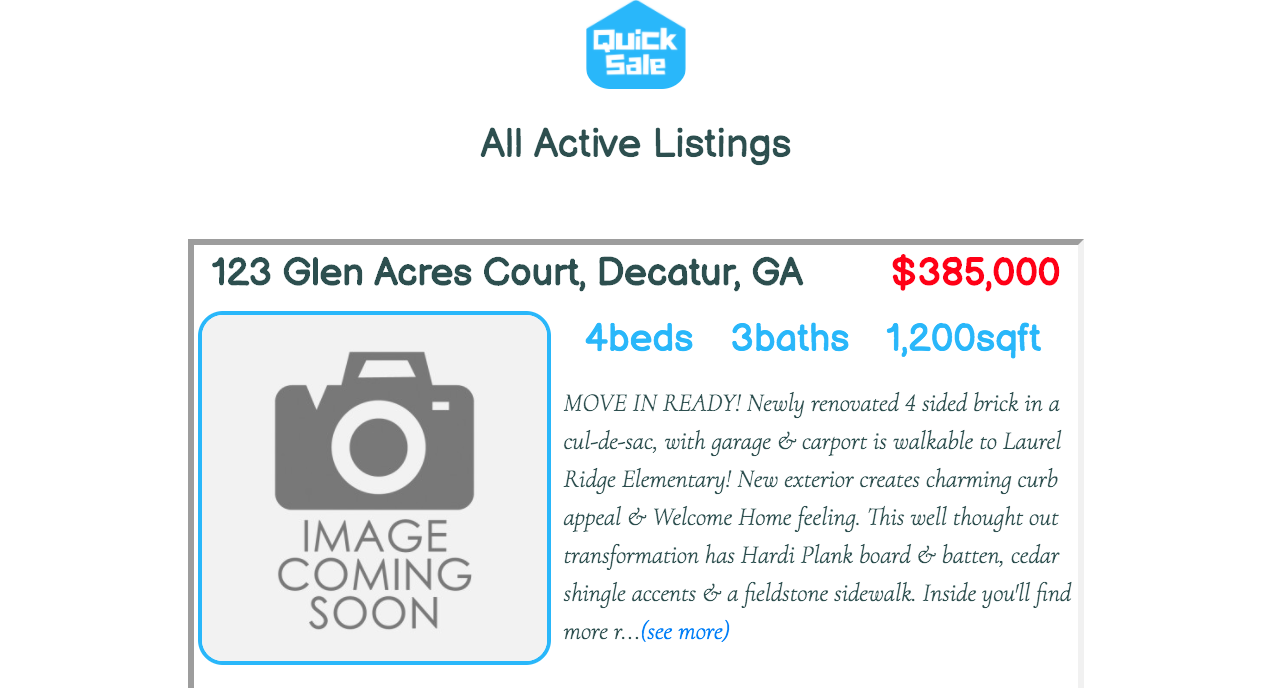 Quick
Sale
All Active Listings
123 Glen Acres Court, Decatur, GA $385,000
4beds 3baths 1,200sqft
IMAGE
COMING
SOON
MOVE IN READY! Newly renovated 4 sided brick in a
cul-de-sac, with garage & carport is walkable to Laurel
Ridge Elementary! New exterior creates charming curb
appeal & Welcome Home feeling. This well thought out
transformation has Hardi Plank board & batten, cedar
shingle accents & a fieldstone sidewalk. Inside you'll find
more r...(see more)